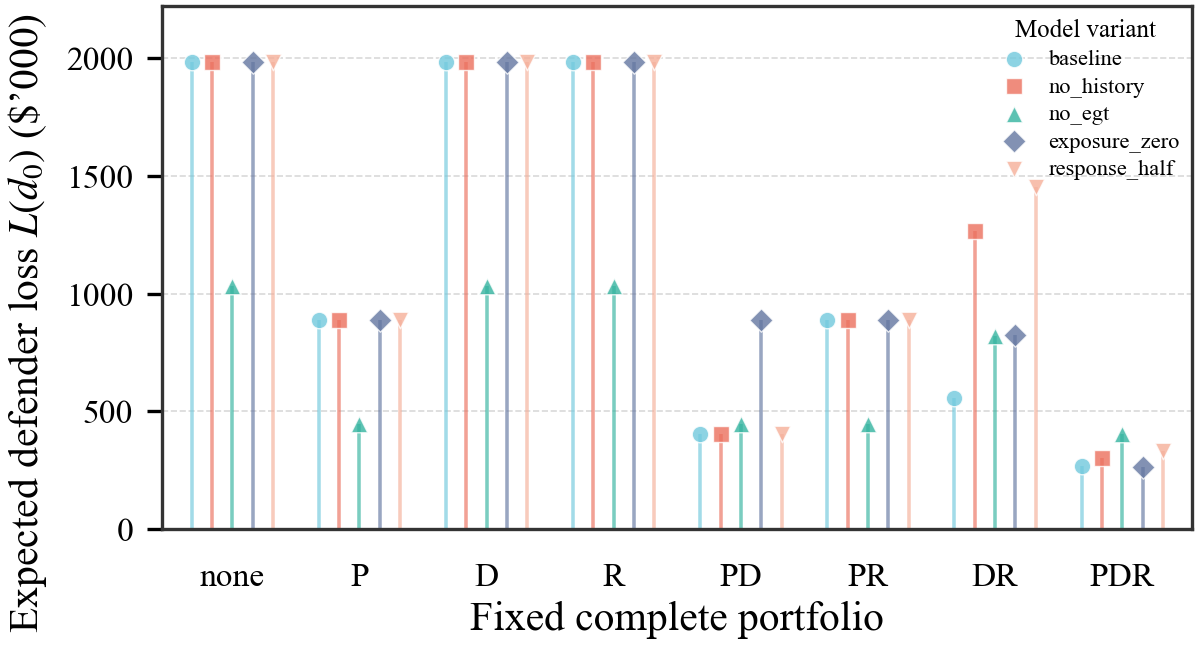 Expected defender loss L(d₀) ($’000)
2000
1500
1000
500
0
Model variant
baseline
no_history
no_egt
exposure_zero
response_half
none P D R PD PR DR PDR
Fixed complete portfolio